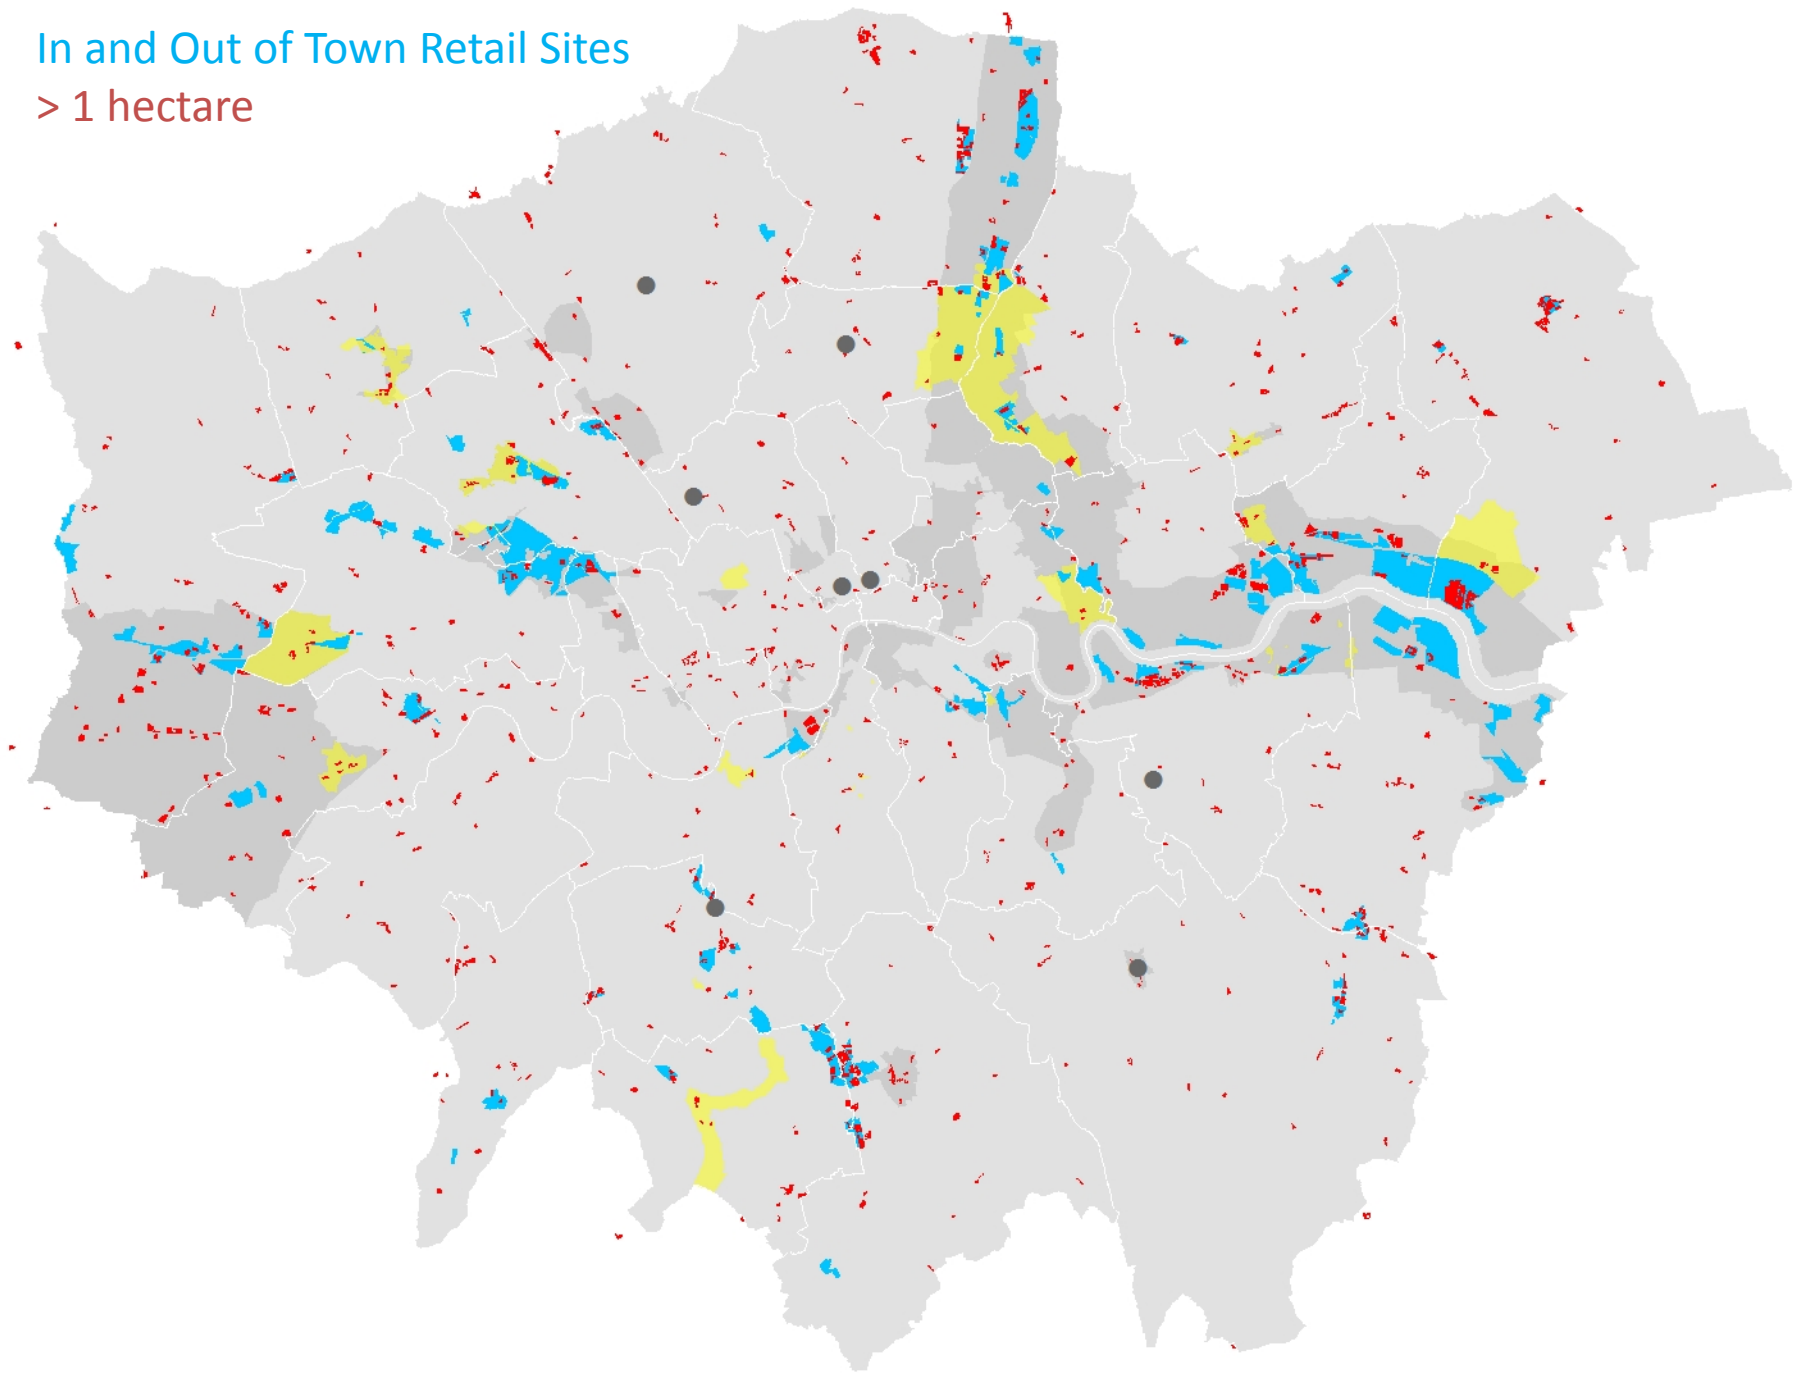 In and Out of Town Retail Sites
> 1 hectare